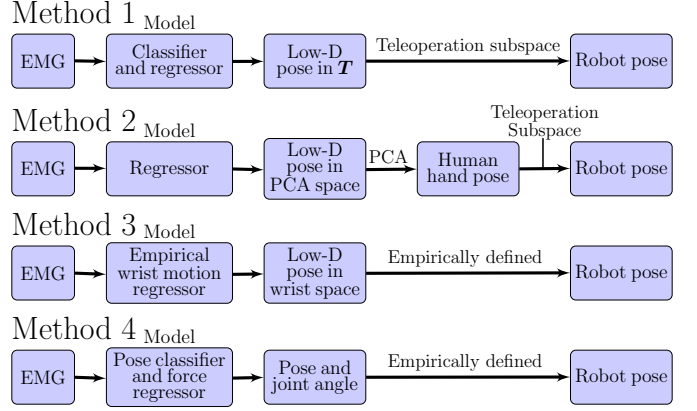 Method 1
Model
EMG
Classifier
and regressor
Low-D
pose in T
Teleoperation subspace
Robot pose
Method 2
Model
EMG
Regressor
Low-D
pose in
PCA space
PCA
Human
hand pose
Teleoperation
Subspace
Robot pose
Method 3
Model
EMG
Empirical
wrist motion
regressor
Low-D
pose in
wrist space
Empirically defined
Robot pose
Method 4
Model
EMG
Pose classifier
and force
regressor
Pose and
joint angle
Empirically defined
Robot pose